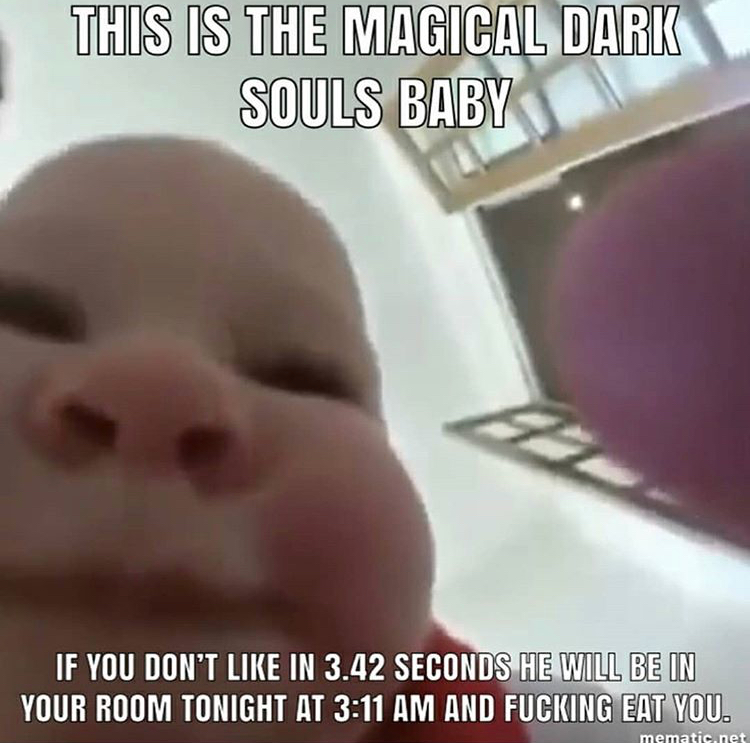 THIS IS THE MAGICAL DARK
SOULS BABY
IF YOU DON'T LIKE IN 3.42 SECONDS HE WILL BE IN
YOUR ROOM TONIGHT AT 3:11 AM AND FUCKING EAT YOU.
mematic.net